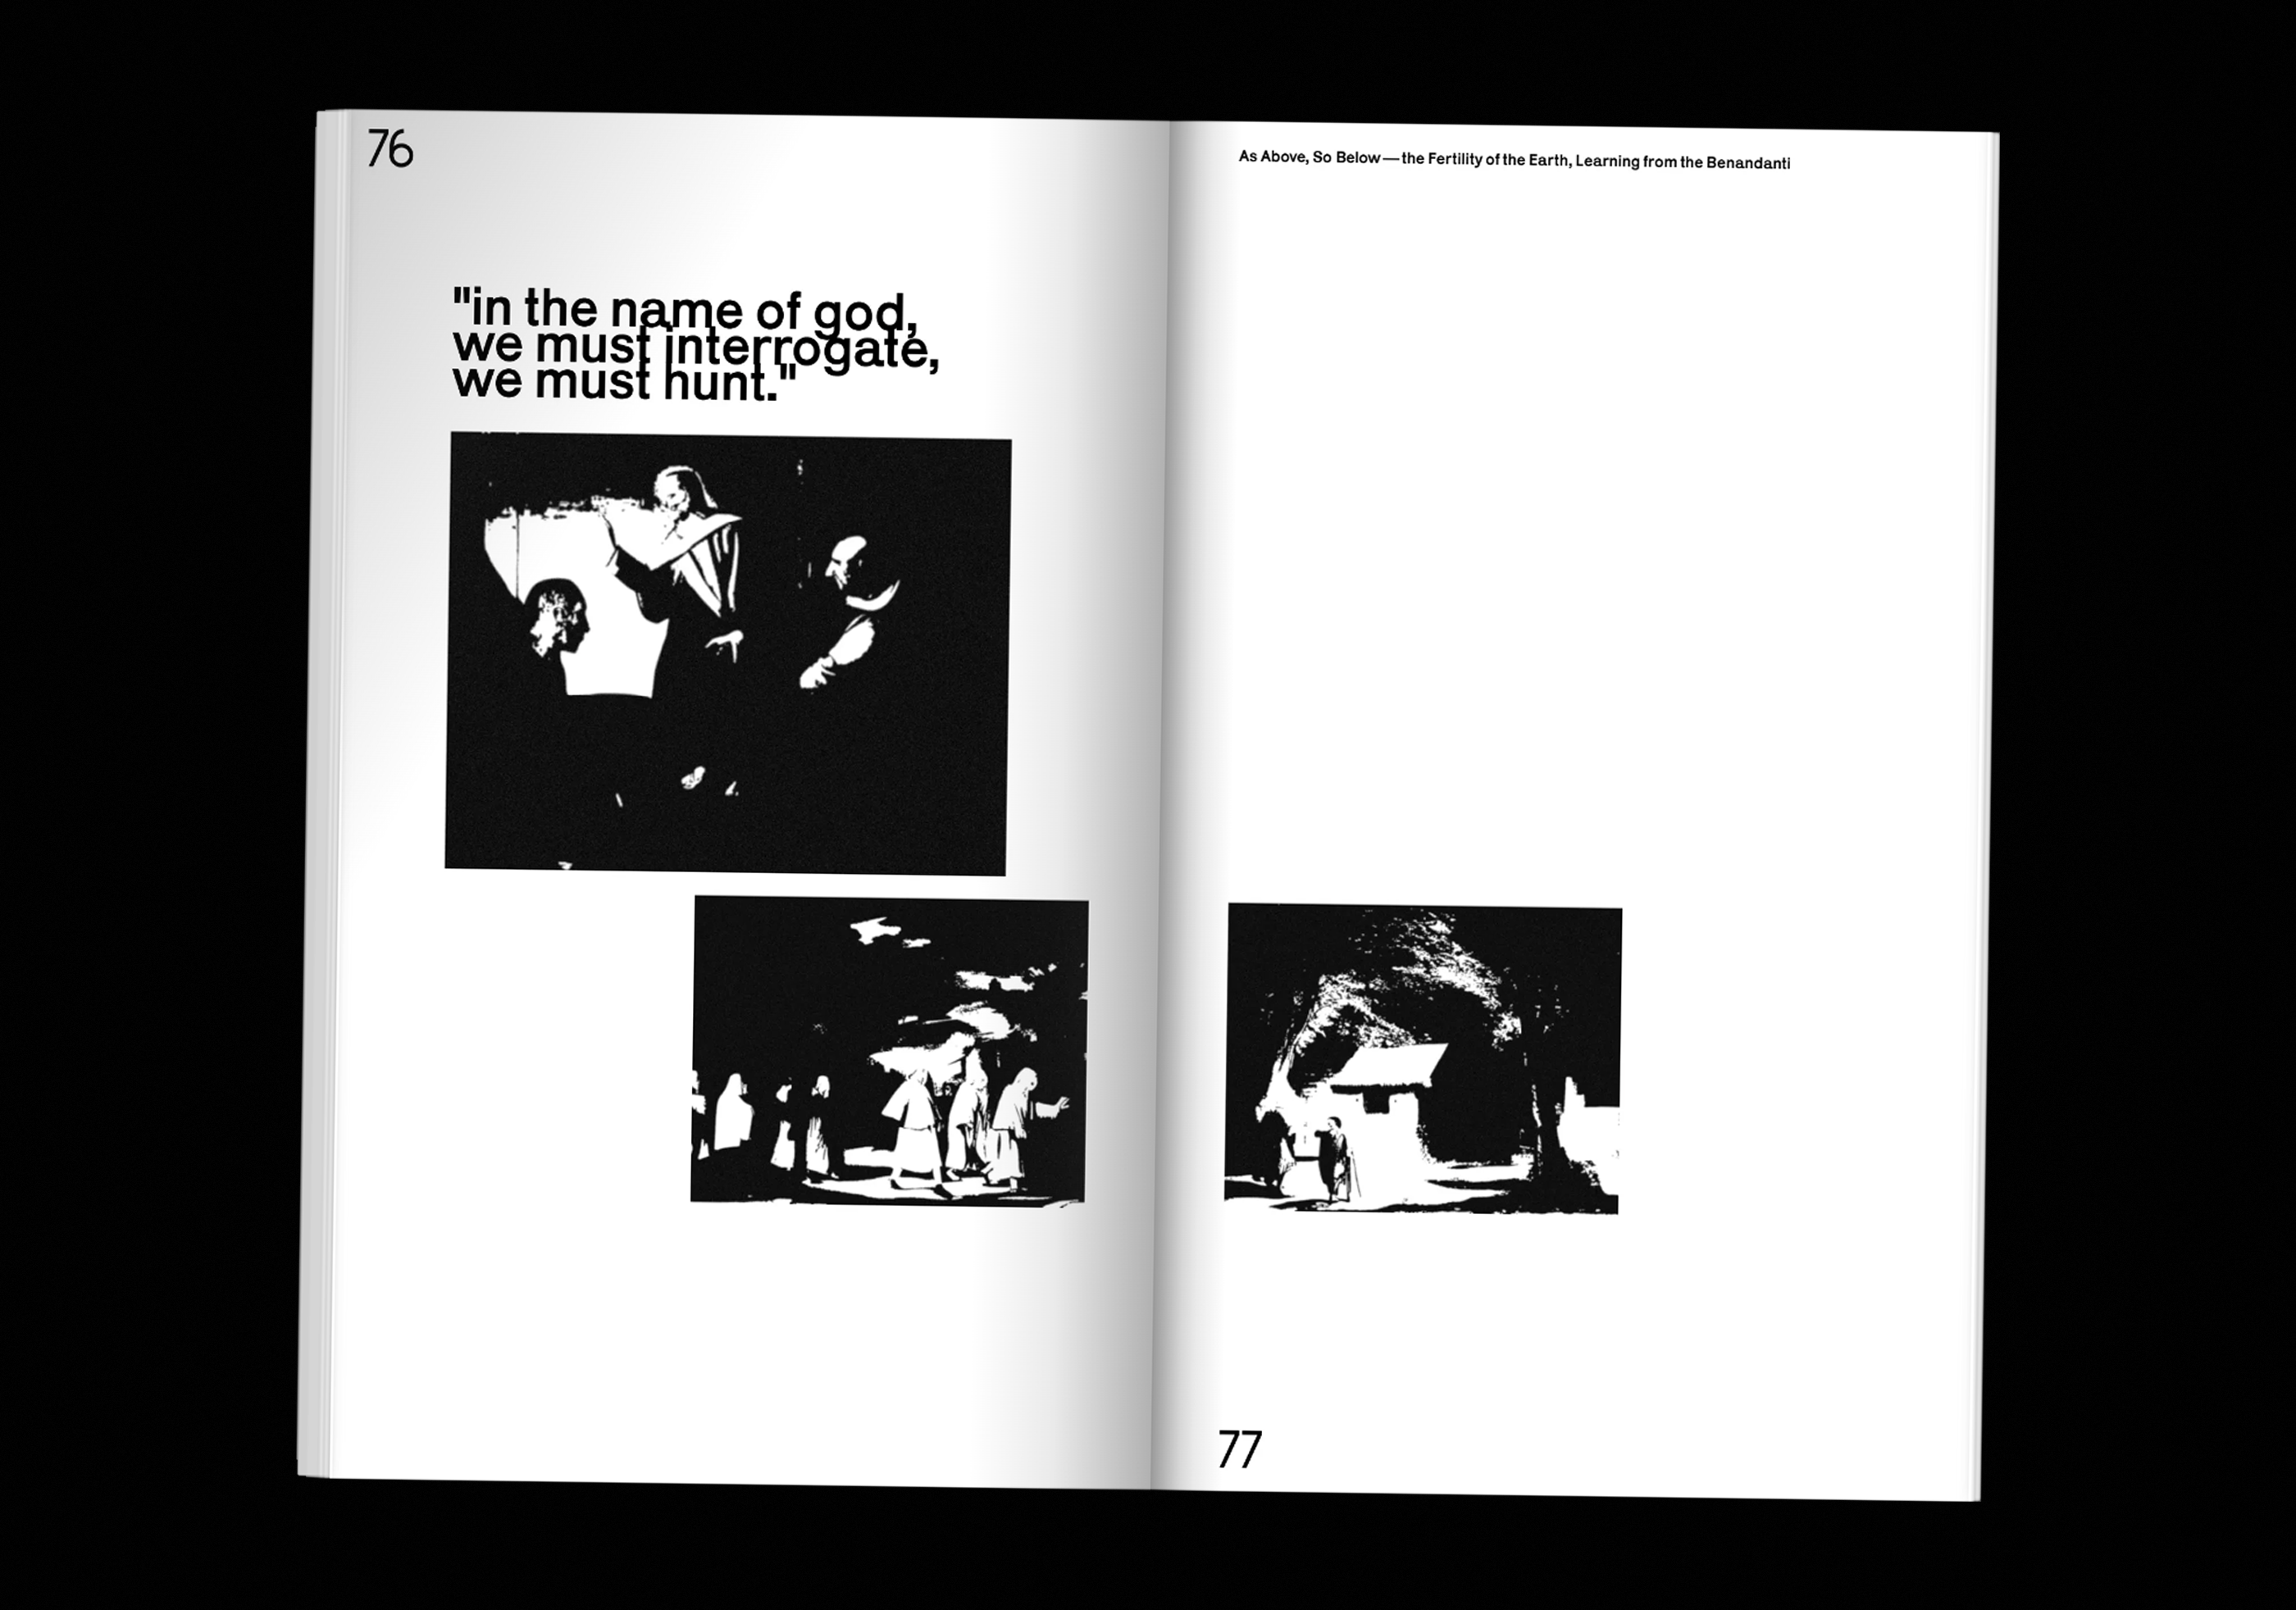 76
As Above, So Below—the Fertility of the Earth, Learning from the Benandanti
"in the name of god,
we must interrogate,
we must hunt."
77